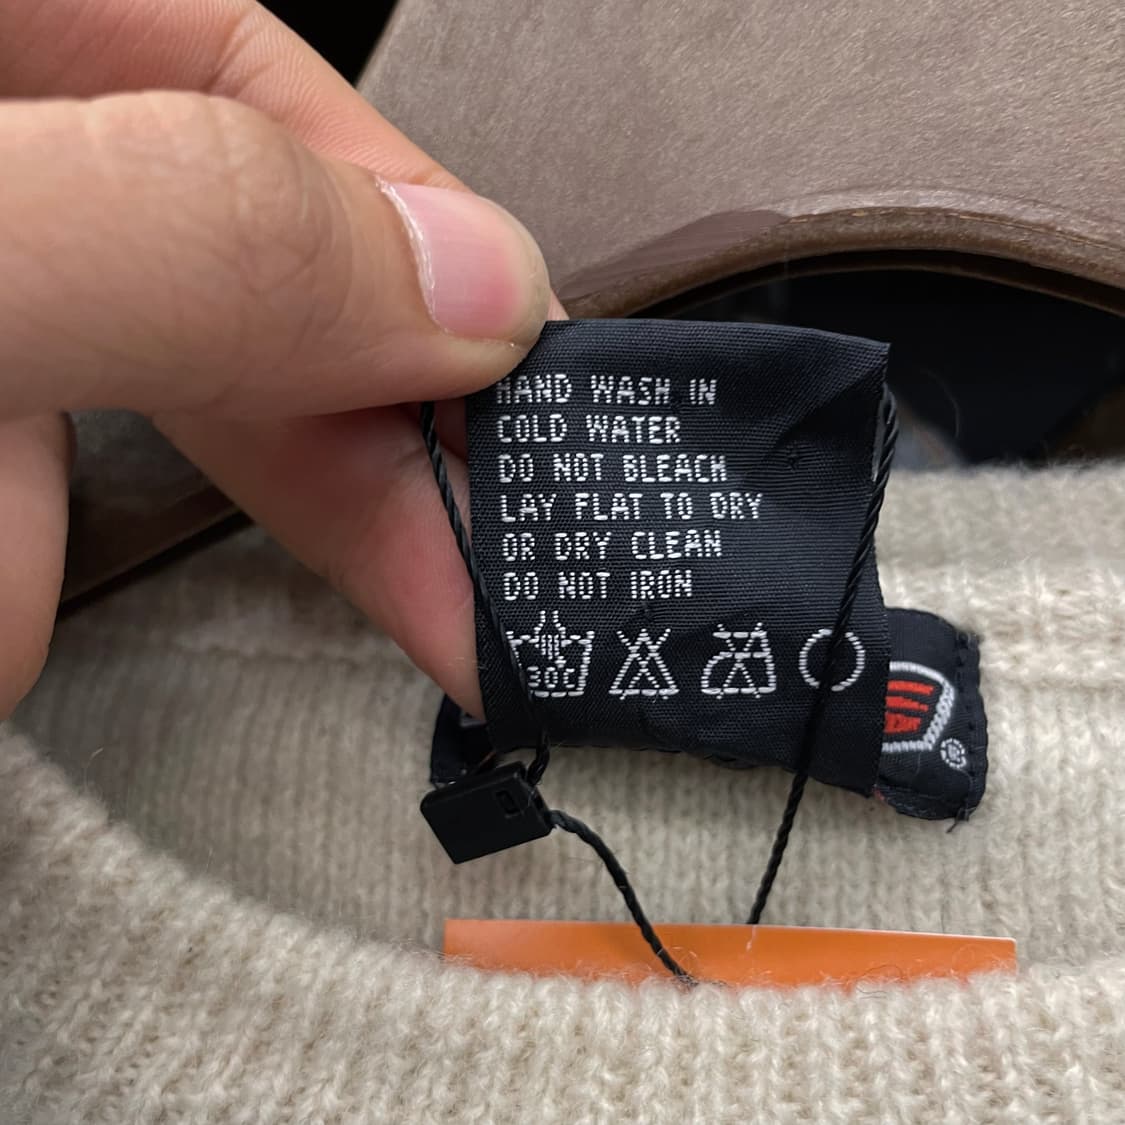 HAND WASH IN
COLD WATER
DO NOT BLEACH
LAY FLAT TO DRY
OR DRY CLEAN
DO NOT IRON
30C
®